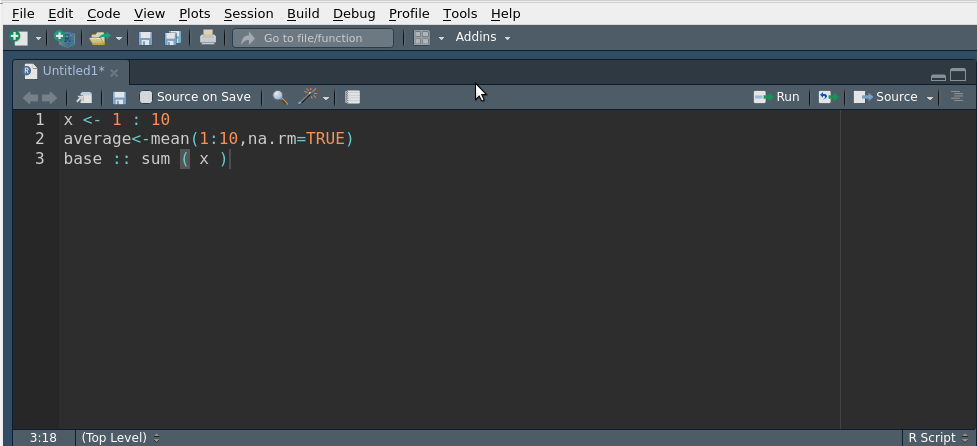 File Edit Code View Plots Session Build Debug Profile Tools Help
Go to file/function Addins
Untitled1*
Source on Save Run Source
1 x <- 1 : 10
2 average<-mean(1:10,na.rm=TRUE)
3 base :: sum ( x )
3:18 (Top Level) R Script